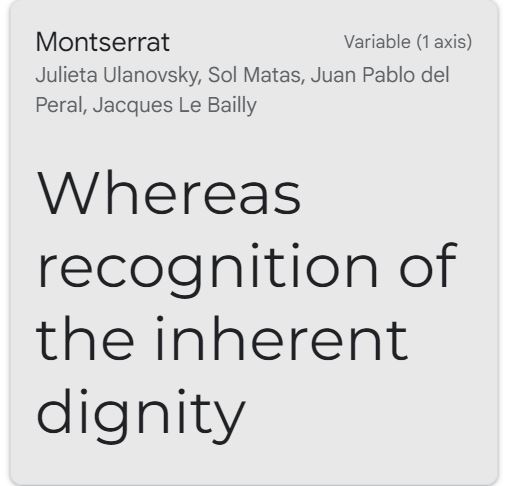 Montserrat Variable (1 axis)
Julieta Ulanovsky, Sol Matas, Juan Pablo del
Peral, Jacques Le Bailly
Whereas
recognition of
the inherent
dignity